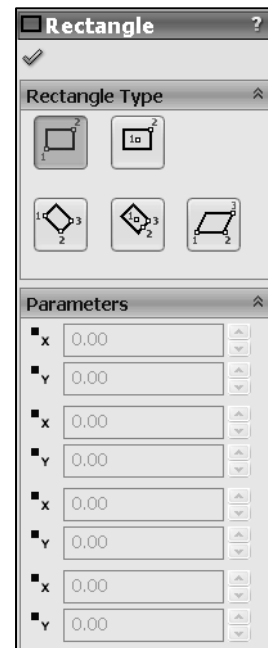 Rectangle ?
Rectangle Type
2
1
2
1
1 3
2
1 3
2
3
1 2
Parameters
X 0.00
Y 0.00
X 0.00
Y 0.00
X 0.00
Y 0.00
X 0.00
Y 0.00